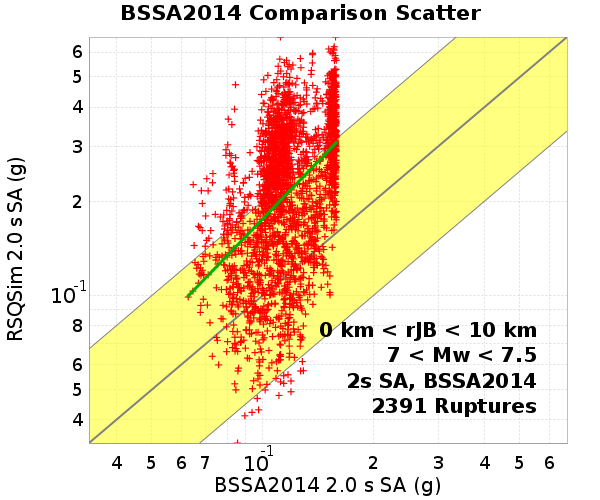 BSSA2014 Comparison Scatter
RSQSim 2.0 s SA (g)
6
5
4
3
2
10-1
8
6
5
4
0 km < rJB < 10 km
7 < Mw < 7.5
2s SA, BSSA2014
2391 Ruptures
4 5 6 7 10-1 2 3 4 5 6
BSSA2014 2.0 s SA (g)